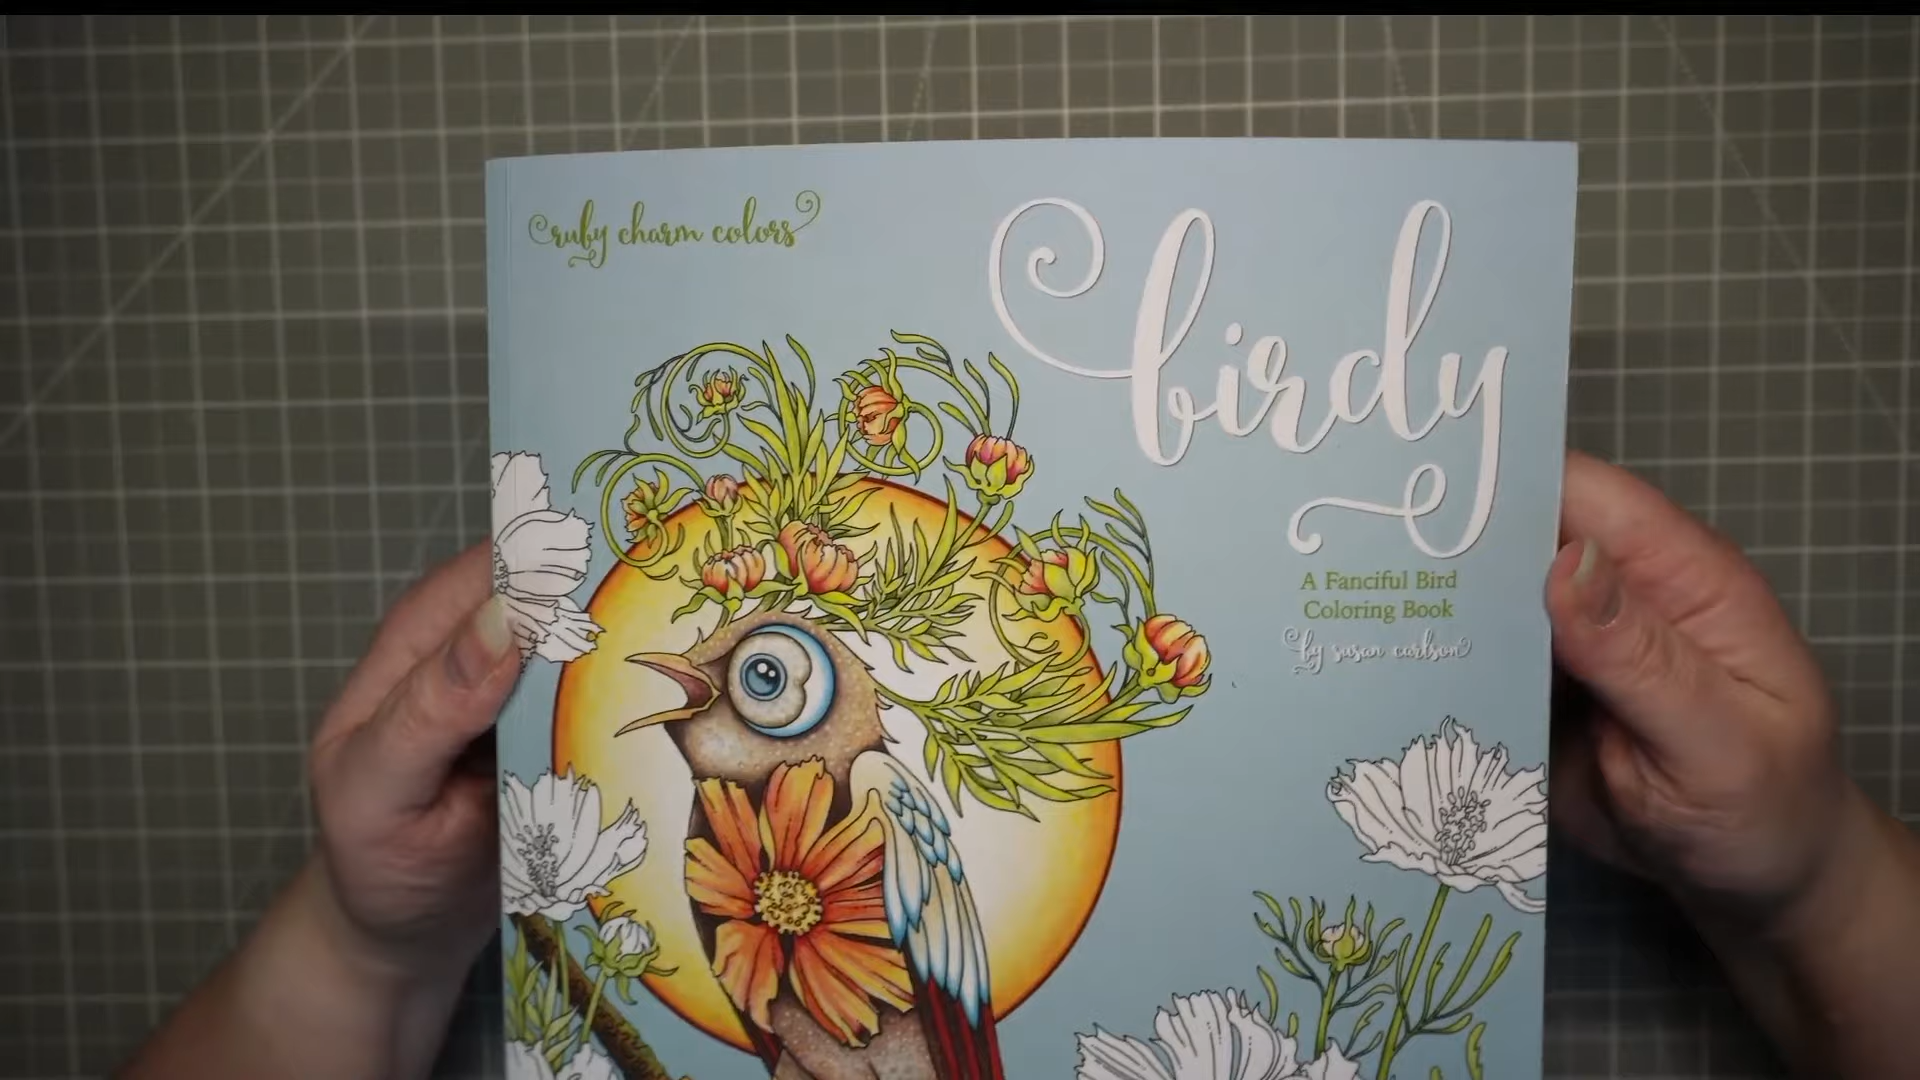 ruby charm colors
birdy
A Fanciful Bird
Coloring Book
by susan carlson